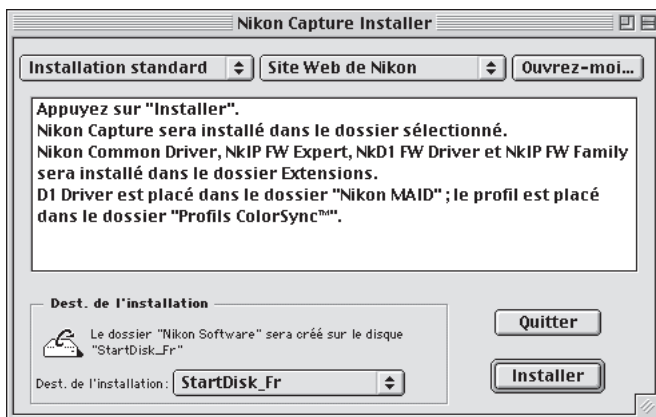 Nikon Capture Installer
Installation standard
Site Web de Nikon
Ouvrez-moi...
Appuyez sur "Installer".
Nikon Capture sera installé dans le dossier sélectionné.
Nikon Common Driver, NkIP FW Expert, NkD1 FW Driver et NkIP FW Family
sera installé dans le dossier Extensions.
D1 Driver est placé dans le dossier "Nikon MAID" ; le profil est placé
dans le dossier "Profils ColorSync™".
Dest. de l'installation
Le dossier "Nikon Software" sera créé sur le disque
"StartDisk_Fr"
Dest. de l'installation : StartDisk_Fr
Quitter
Installer